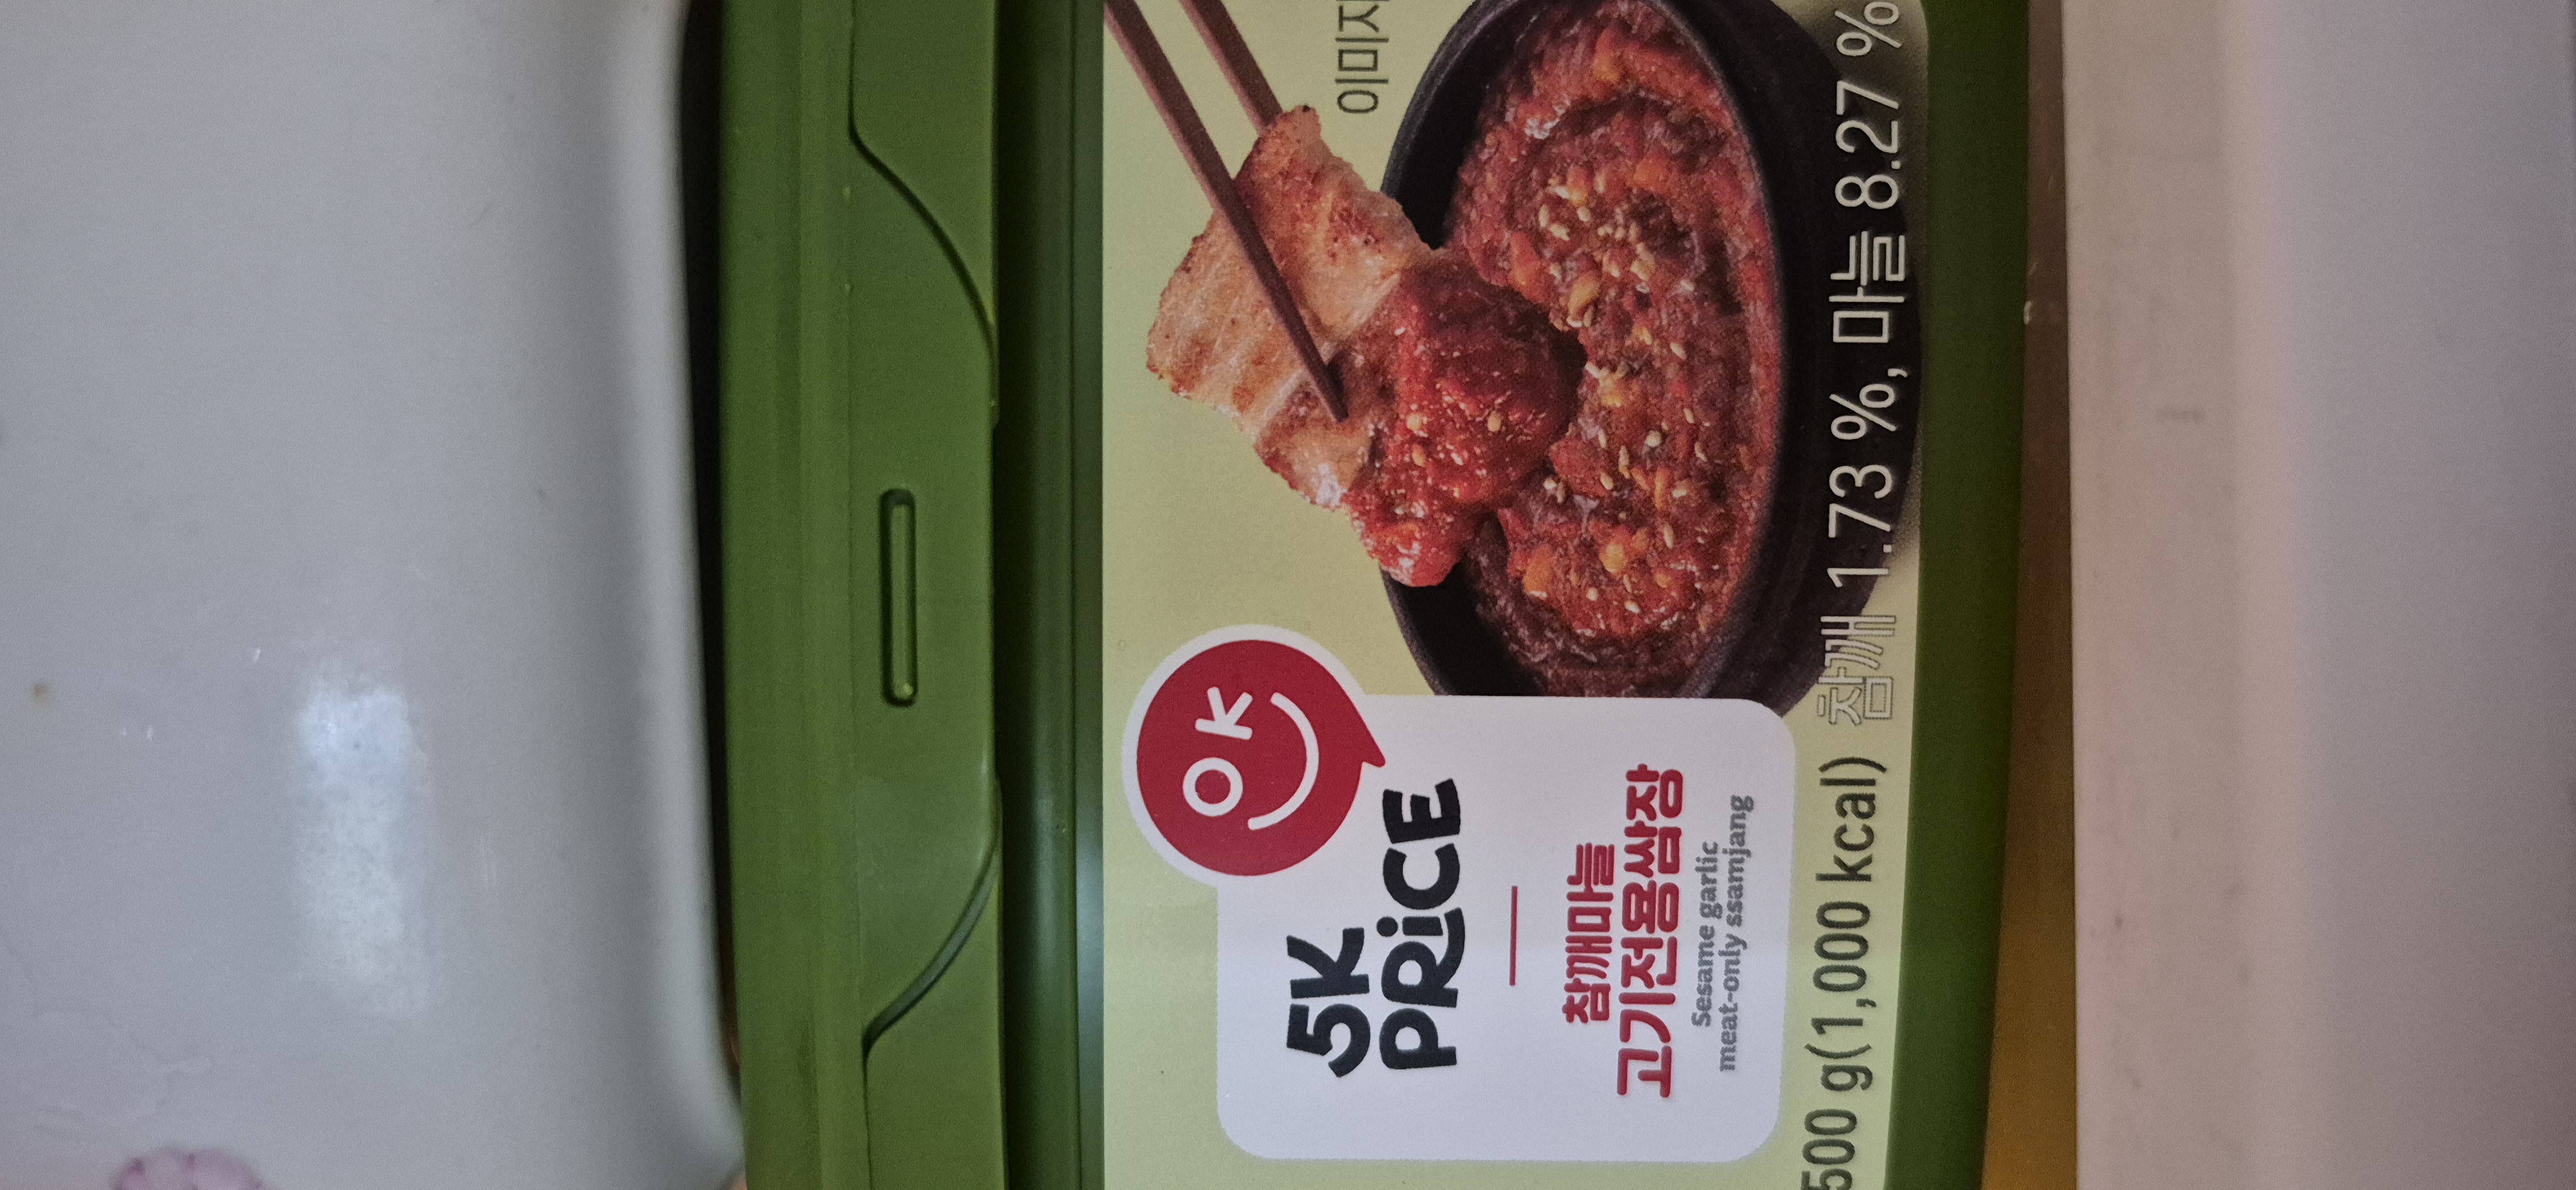 이미지
OK
5K
PRiCE
참깨마늘
고기전용쌈장
Sesame garlic
meat-only ssamjang
500 g(1,000 kcal) 참깨 1.73 %, 마늘 8.27 %